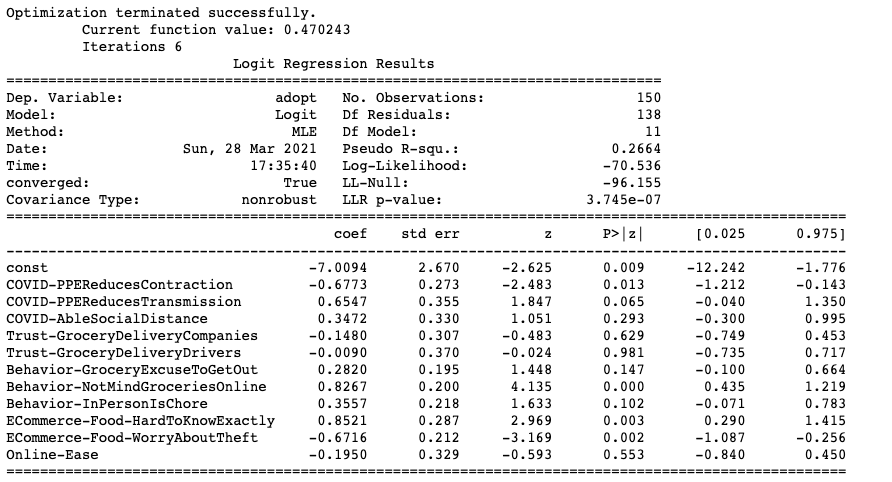 Optimization terminated successfully.
Current function value: 0.470243
Iterations 6
Logit Regression Results
==============================================================================
Dep. Variable: adopt No. Observations: 150
Model: Logit Df Residuals: 138
Method: MLE Df Model: 11
Date: Sun, 28 Mar 2021 Pseudo R-squ.: 0.2664
Time: 17:35:40 Log-Likelihood: -70.536
converged: True LL-Null: -96.155
Covariance Type: nonrobust LLR p-value: 3.745e-07
====================================================================================================
coef std err z P>|z| [0.025 0.975]
----------------------------------------------------------------------------------------------------
const -7.0094 2.670 -2.625 0.009 -12.242 -1.776
COVID-PPEReducesContraction -0.6773 0.273 -2.483 0.013 -1.212 -0.143
COVID-PPEReducesTransmission 0.6547 0.355 1.847 0.065 -0.040 1.350
COVID-AbleSocialDistance 0.3472 0.330 1.051 0.293 -0.300 0.995
Trust-GroceryDeliveryCompanies -0.1480 0.307 -0.483 0.629 -0.749 0.453
Trust-GroceryDeliveryDrivers -0.0090 0.370 -0.024 0.981 -0.735 0.717
Behavior-GroceryExcuseToGetOut 0.2820 0.195 1.448 0.147 -0.100 0.664
Behavior-NotMindGroceriesOnline 0.8267 0.200 4.135 0.000 0.435 1.219
Behavior-InPersonIsChore 0.3557 0.218 1.633 0.102 -0.071 0.783
ECommerce-Food-HardToKnowExactly 0.8521 0.287 2.969 0.003 0.290 1.415
ECommerce-Food-WorryAboutTheft -0.6716 0.212 -3.169 0.002 -1.087 -0.256
Online-Ease -0.1950 0.329 -0.593 0.553 -0.840 0.450
====================================================================================================